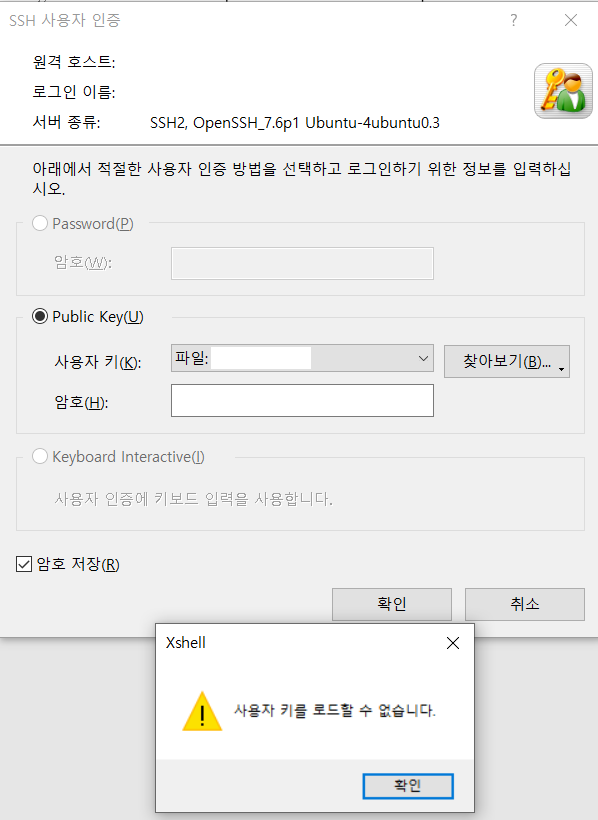 SSH 사용자 인증
원격 호스트:
로그인 이름:
서버 종류: SSH2, OpenSSH_7.6p1 Ubuntu-4ubuntu0.3
아래에서 적절한 사용자 인증 방법을 선택하고 로그인하기 위한 정보를 입력하십
시오.
Password(P)
암호(W):
Public Key(U)
사용자 키(K): 파일: 찾아보기(B)...
암호(H):
Keyboard Interactive(I)
사용자 인증에 키보드 입력을 사용합니다.
암호 저장(R)
확인 취소
Xshell
사용자 키를 로드할 수 없습니다.
확인